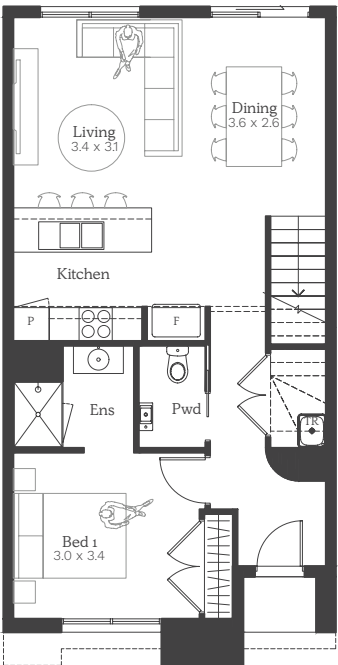 Living
3.4 x 3.1
Dining
3.6 x 2.6
Kitchen
P
F
Ens
Pwd
TR
Bed 1
3.0 x 3.4